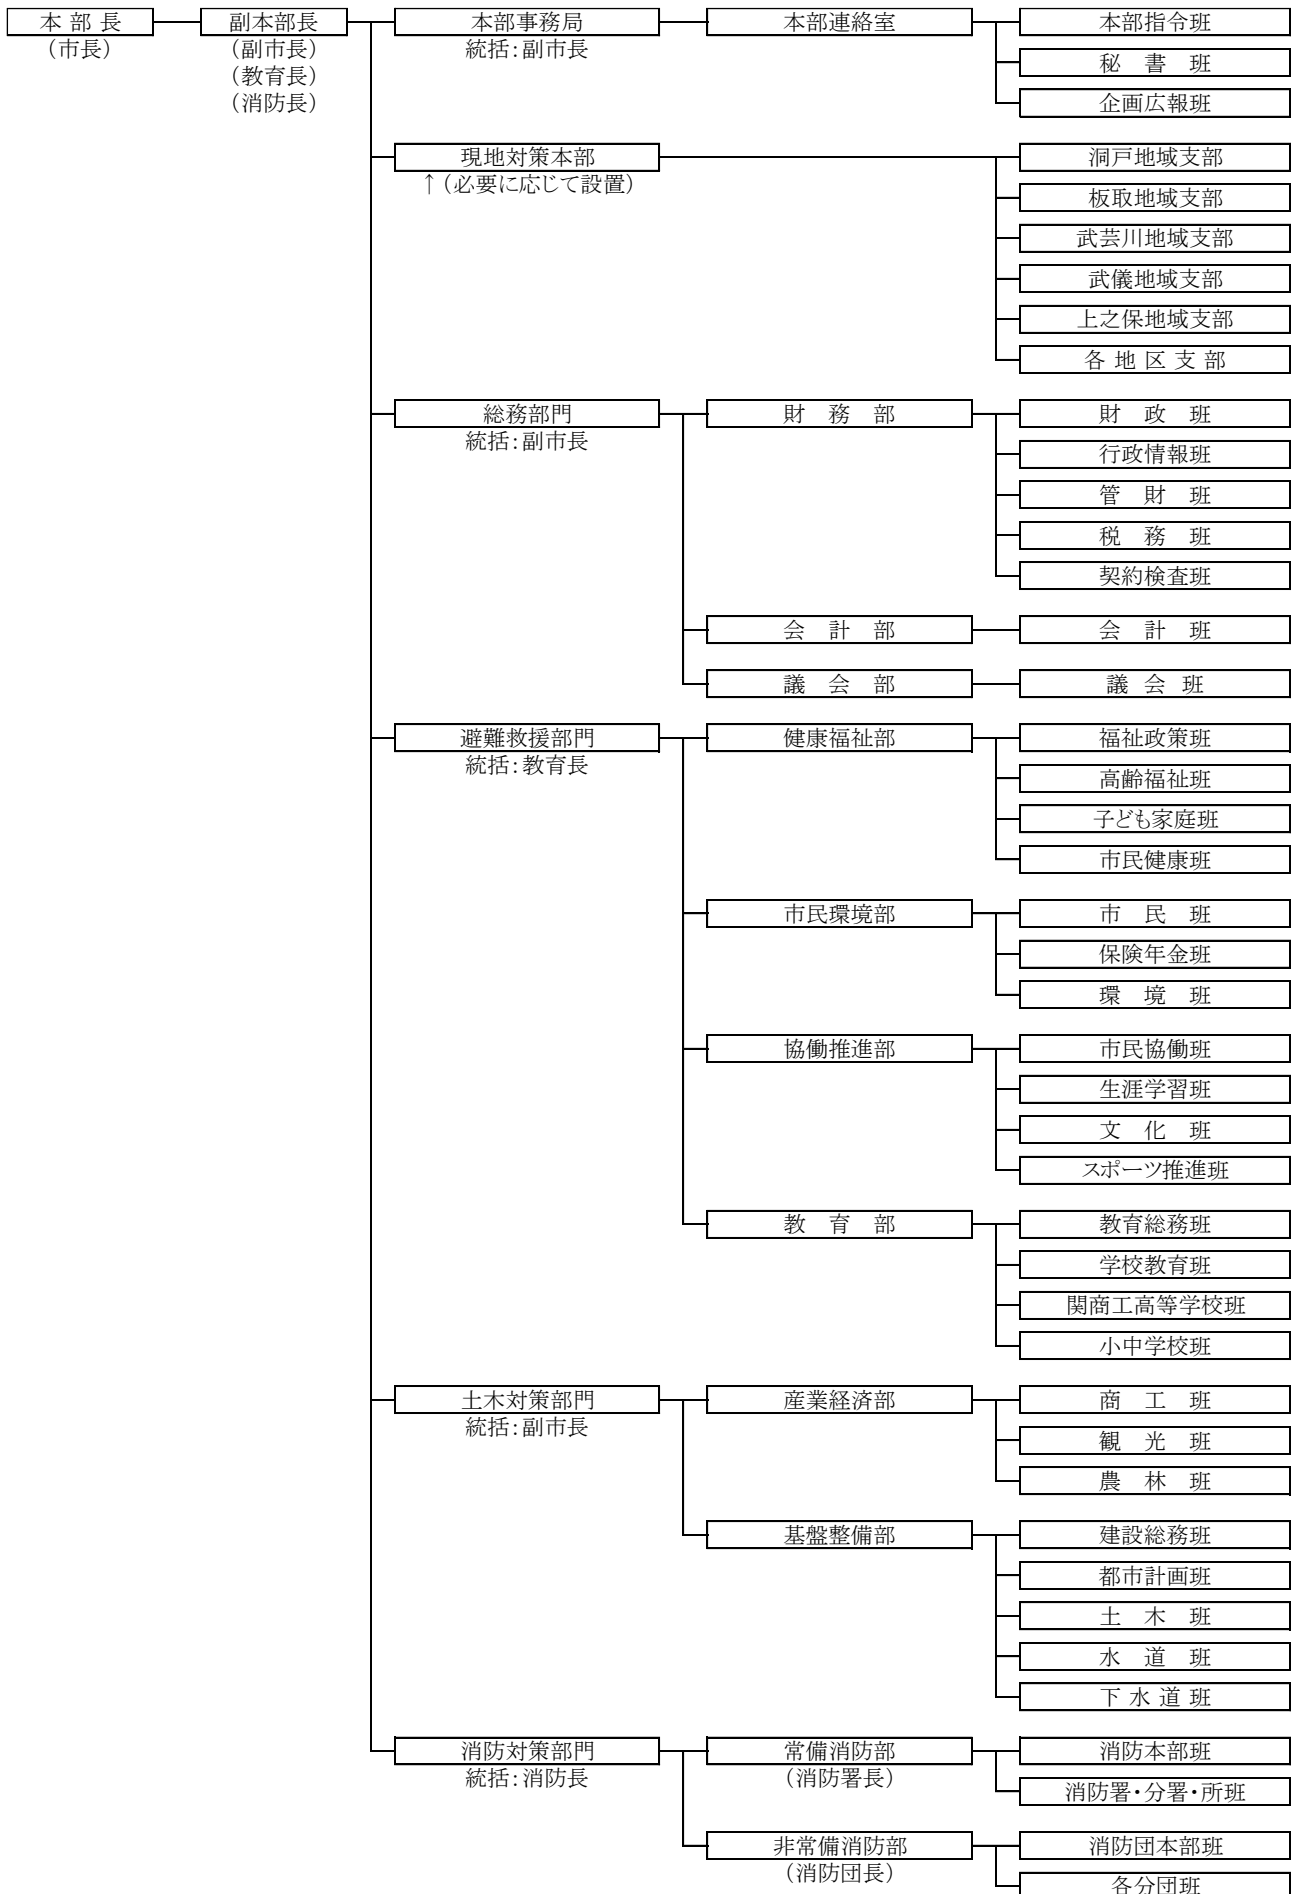 本部長 副本部長 本部事務局 本部連絡室 本部指令班
（市長） （副市長） 統括：副市長
秘書班
（教育長）
（消防長） 企画広報班
現地対策本部 洞戸地域支部
↑（必要に応じて設置）
板取地域支部
武芸川地域支部
武儀地域支部
上之保地域支部
各地区支部
総務部門 財務部 財政班
統括：副市長
行政情報班
管財班
税務班
契約検査班
会計部 会計班
議会部 議会班
避難救援部門 健康福祉部 福祉政策班
統括：教育長
高齢福祉班
子ども家庭班
市民健康班
市民環境部 市民班
保険年金班
環境班
協働推進部 市民協働班
生涯学習班
文化班
スポーツ推進班
教育部 教育総務班
学校教育班
関商工高等学校班
小中学校班
土木対策部門 産業経済部 商工班
統括：副市長
観光班
農林班
基盤整備部 建設総務班
都市計画班
土木班
水道班
下水道班
消防対策部門 常備消防部 消防本部班
統括：消防長 （消防署長）
消防署・分署・所班
非常備消防部 消防団本部班
（消防団長）
各分団班